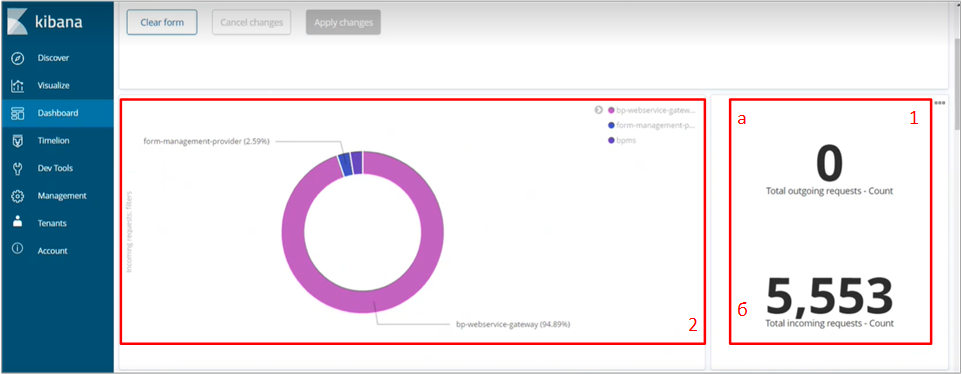 kibana
Discover
Visualize
Dashboard
Timelion
Dev Tools
Management
Tenants
Account
Clear form
Cancel changes
Apply changes
Incoming requests: filters
form-management-provider (2.59%)
bp-webservice-gateway (94.89%)
bp-webservice-gatew...
form-management-p...
bpms
2
а
1
0
Total outgoing requests - Count
б
5,553
Total incoming requests - Count